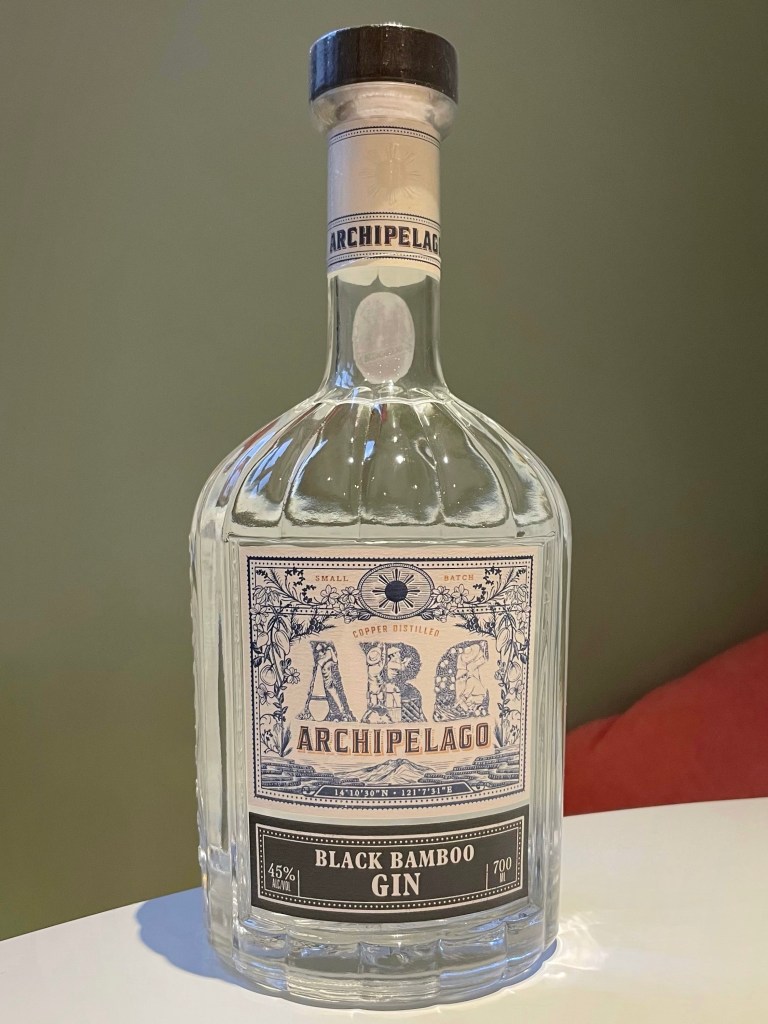 ARCHIPELAG
SMALL BATCH
COPPER DISTILLED
ARC
ARCHIPELAGO
14°10'30"N • 121°7'31"E
BLACK BAMBOO
45% GIN 700
ALC/VOL ML